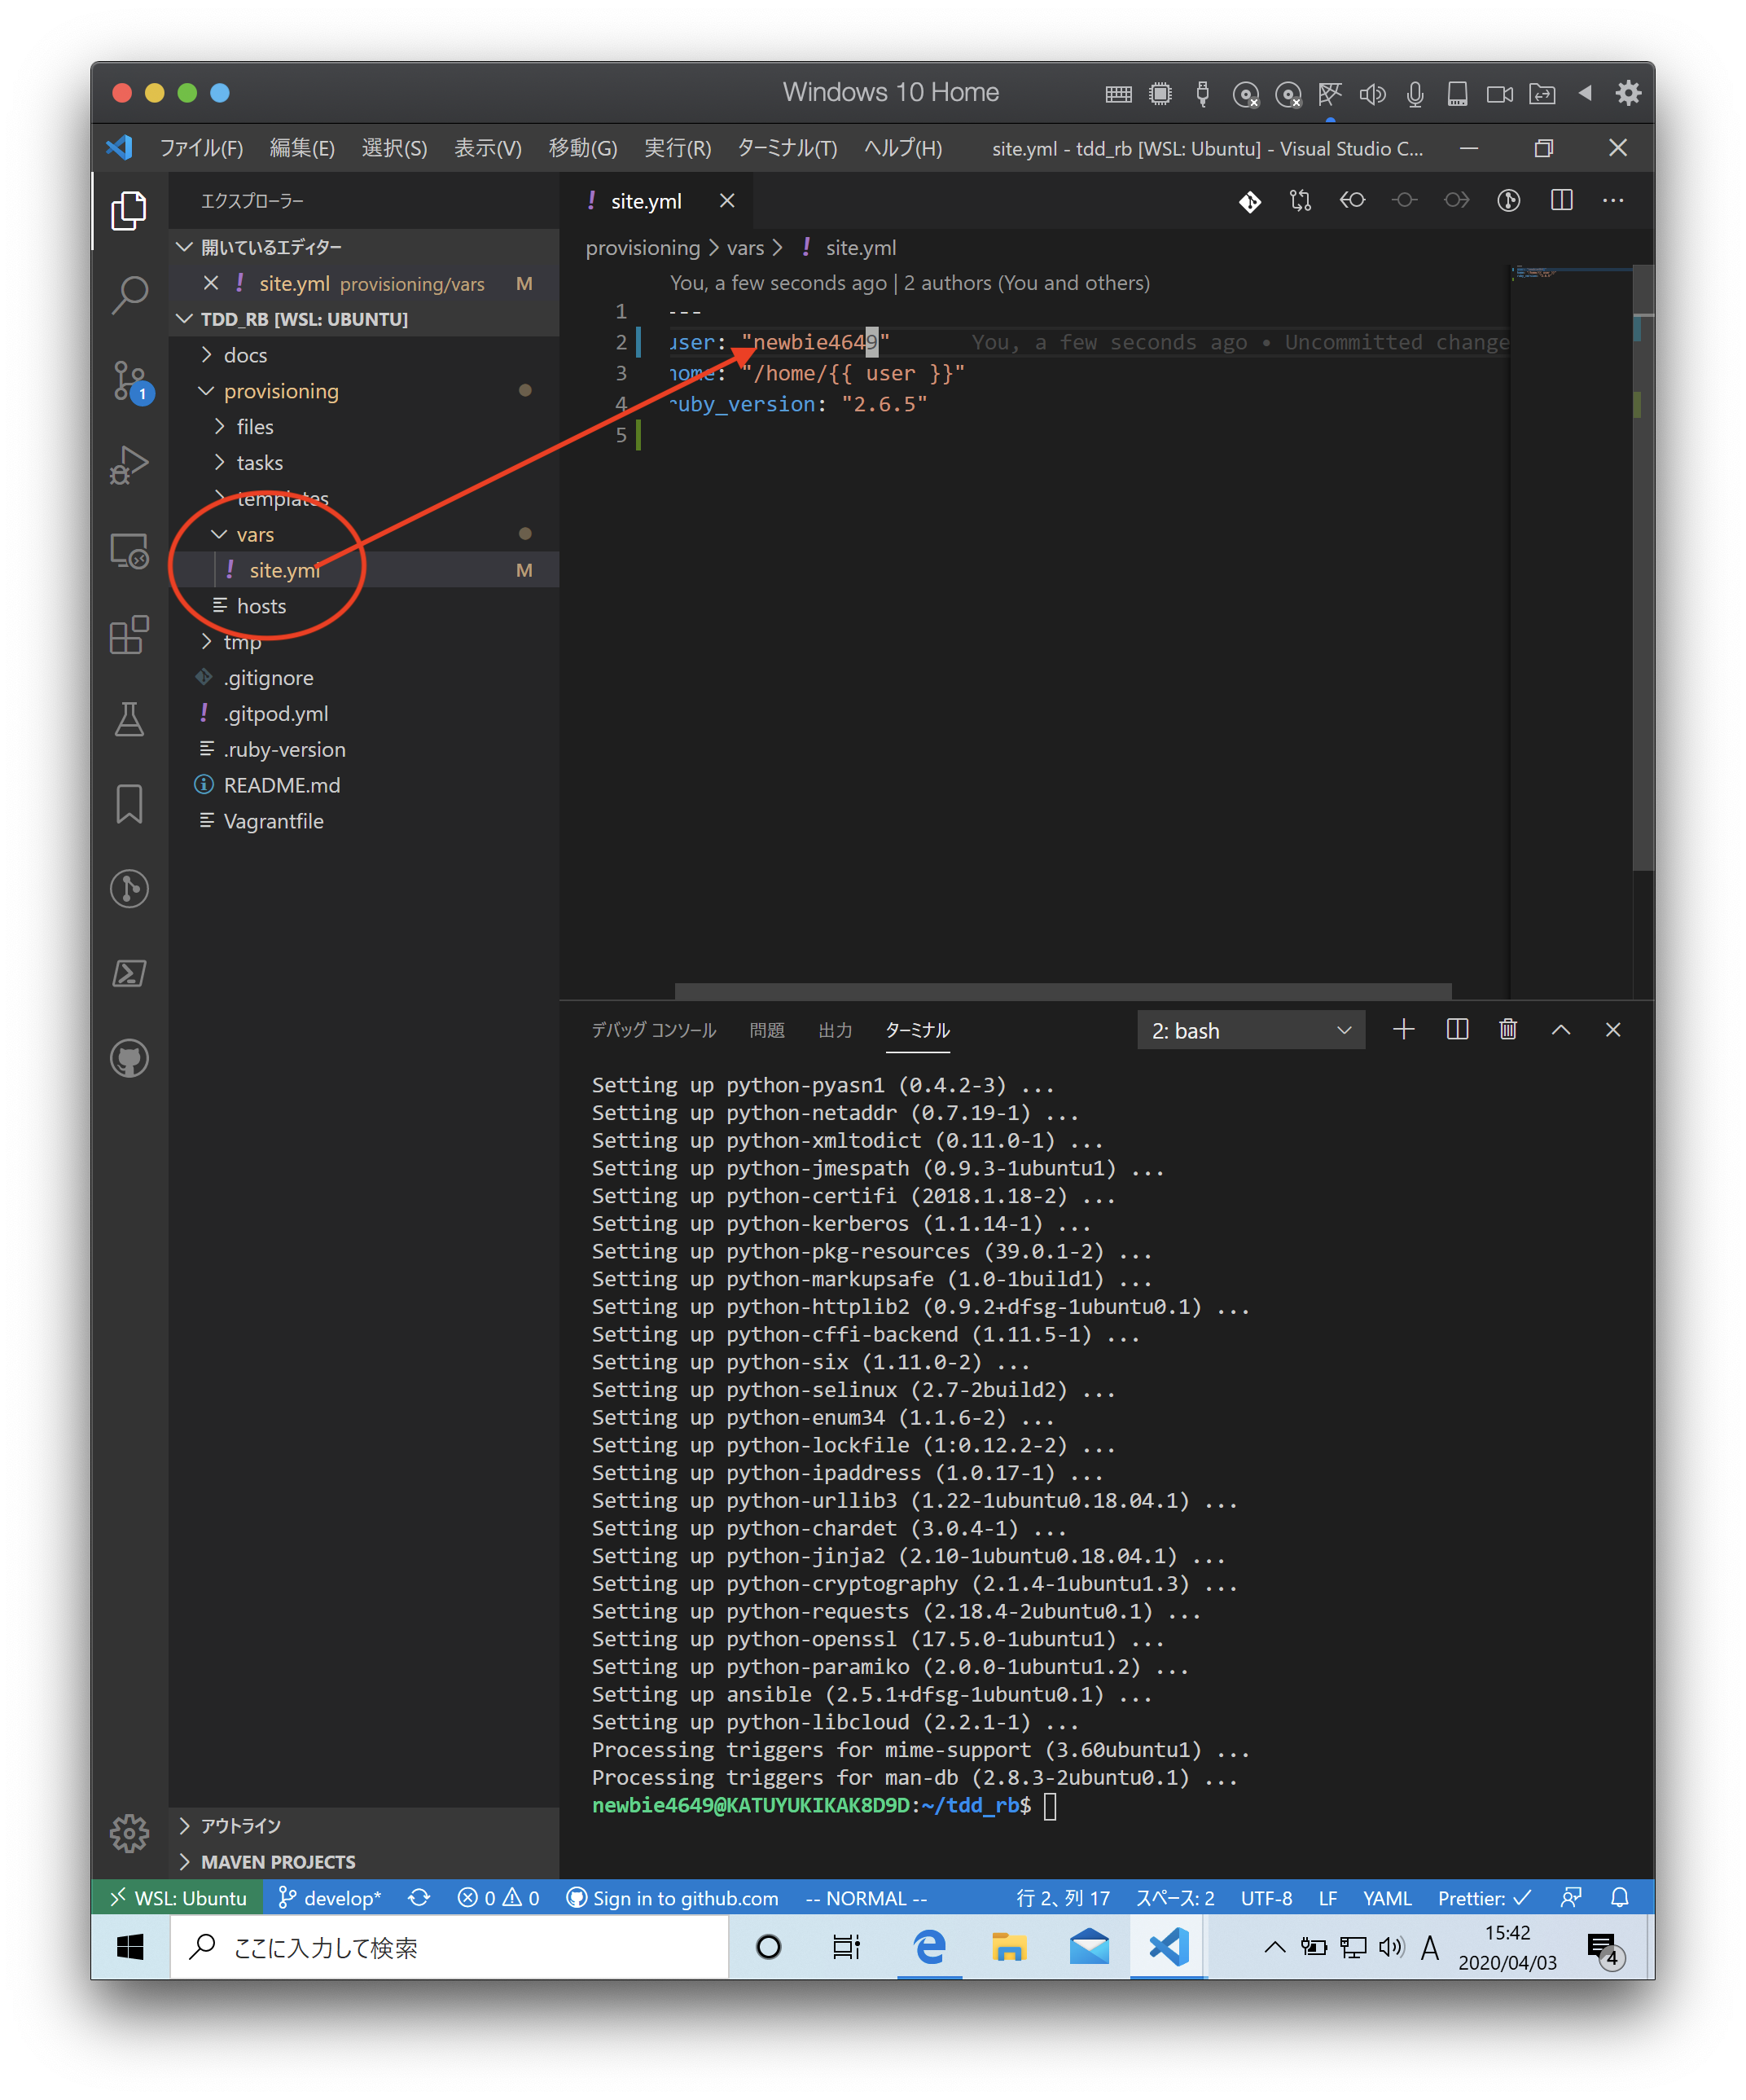 Windows 10 Home
ファイル(F) 編集(E) 選択(S) 表示(V) 移動(G) 実行(R) ターミナル(T) ヘルプ(H) site.yml - tdd_rb [WSL: Ubuntu] - Visual Studio C...
エクスプローラー
開いているエディター
! site.yml provisioning/vars M
TDD_RB [WSL: UBUNTU]
docs
provisioning
files
tasks
templates
vars
! site.yml M
hosts
tmp
.gitignore
! .gitpod.yml
.ruby-version
README.md
Vagrantfile
アウトライン
MAVEN PROJECTS
1
! site.yml
provisioning > vars > ! site.yml
You, a few seconds ago | 2 authors (You and others)
1 ---
2 user: "newbie4649" You, a few seconds ago • Uncommitted change
3 home: "/home/{{ user }}"
4 ruby_version: "2.6.5"
5
デバッグ コンソール 問題 出力 ターミナル 2: bash
Setting up python-pyasn1 (0.4.2-3) ...
Setting up python-netaddr (0.7.19-1) ...
Setting up python-xmltodict (0.11.0-1) ...
Setting up python-jmespath (0.9.3-1ubuntu1) ...
Setting up python-certifi (2018.1.18-2) ...
Setting up python-kerberos (1.1.14-1) ...
Setting up python-pkg-resources (39.0.1-2) ...
Setting up python-markupsafe (1.0-1build1) ...
Setting up python-httplib2 (0.9.2+dfsg-1ubuntu0.1) ...
Setting up python-cffi-backend (1.11.5-1) ...
Setting up python-six (1.11.0-2) ...
Setting up python-selinux (2.7-2build2) ...
Setting up python-enum34 (1.1.6-2) ...
Setting up python-lockfile (1:0.12.2-2) ...
Setting up python-ipaddress (1.0.17-1) ...
Setting up python-urllib3 (1.22-1ubuntu0.18.04.1) ...
Setting up python-chardet (3.0.4-1) ...
Setting up python-jinja2 (2.10-1ubuntu0.18.04.1) ...
Setting up python-cryptography (2.1.4-1ubuntu1.3) ...
Setting up python-requests (2.18.4-2ubuntu0.1) ...
Setting up python-openssl (17.5.0-1ubuntu1) ...
Setting up python-paramiko (2.0.0-1ubuntu1.2) ...
Setting up ansible (2.5.1+dfsg-1ubuntu0.1) ...
Setting up python-libcloud (2.2.1-1) ...
Processing triggers for mime-support (3.60ubuntu1) ...
Processing triggers for man-db (2.8.3-2ubuntu0.1) ...
newbie4649@KATUYUKIKAK8D9D:~/tdd_rb$
WSL: Ubuntu develop* 0 0 Sign in to github.com -- NORMAL -- 行 2、列 17 スペース: 2 UTF-8 LF YAML Prettier: ✓
ここに入力して検索 A 15:42
2020/04/03 4